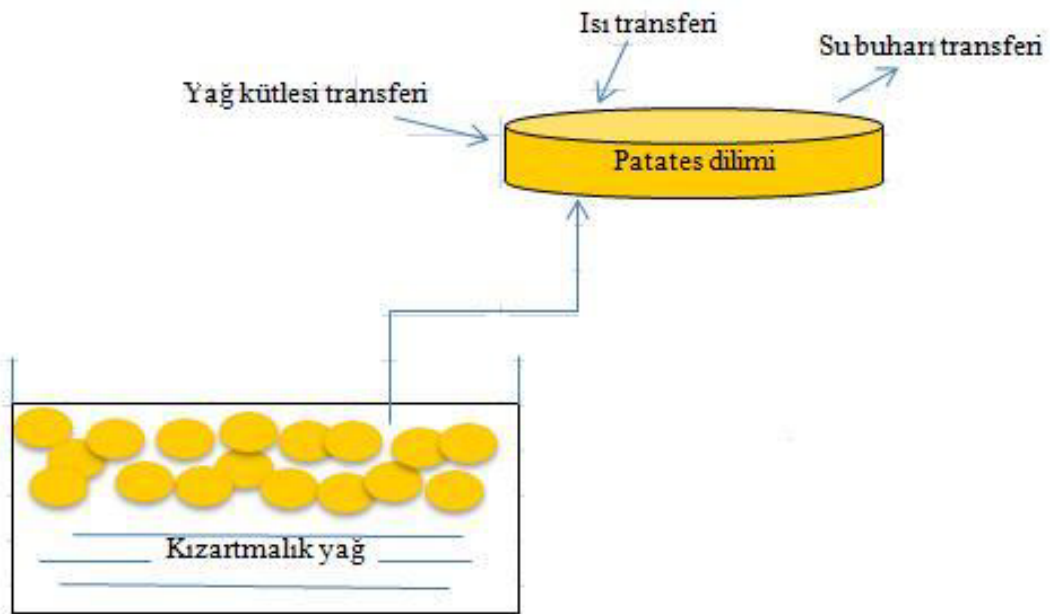 Isı transferi
Su buharı transferi
Yağ kütlesi transferi
Patates dilimi
Kızartmalık yağ